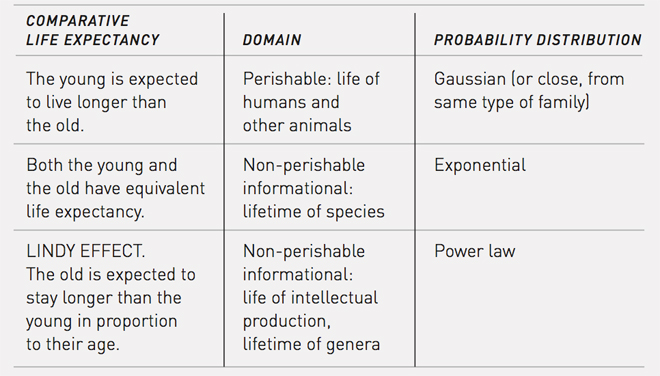 COMPARATIVE
LIFE EXPECTANCY
DOMAIN
PROBABILITY DISTRIBUTION
The young is expected
to live longer than
the old.
Perishable: life of
humans and
other animals
Gaussian (or close, from
same type of family)
Both the young and
the old have equivalent
life expectancy.
Non-perishable
informational:
lifetime of species
Exponential
LINDY EFFECT.
The old is expected to
stay longer than the
young in proportion
to their age.
Non-perishable
informational:
life of intellectual
production,
lifetime of genera
Power law